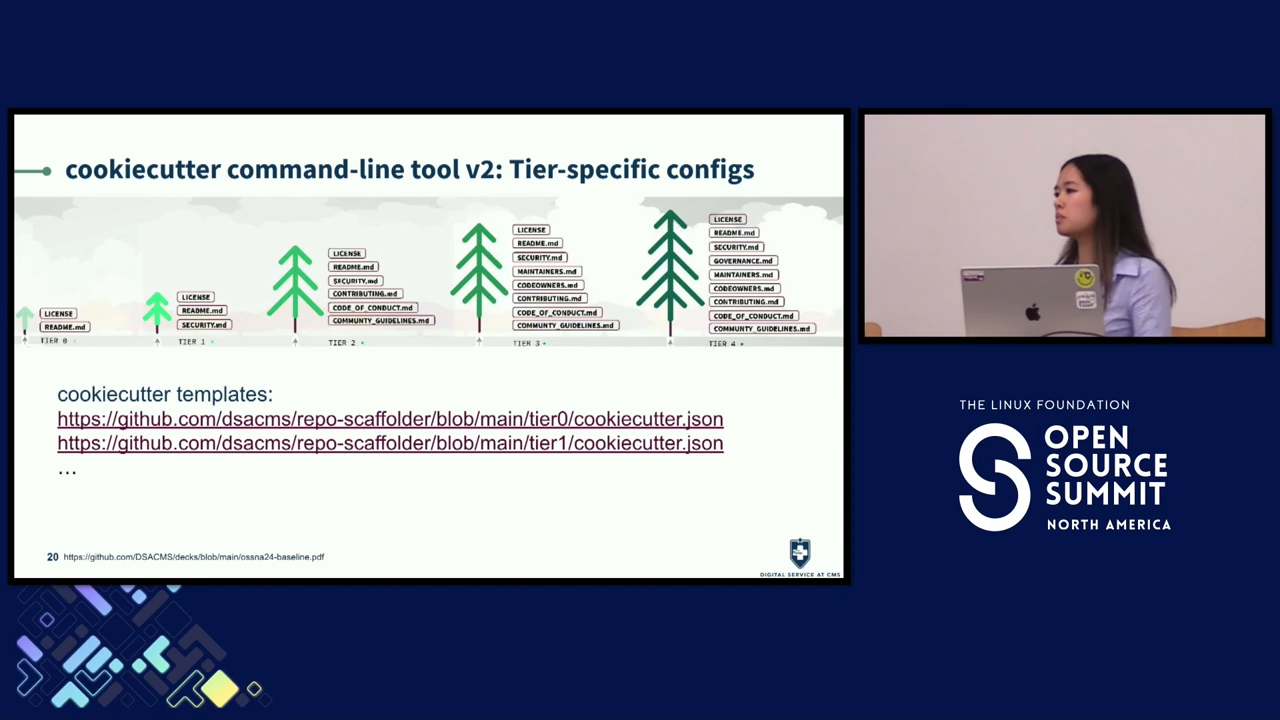 cookiecutter command-line tool v2: Tier-specific configs
LICENSE
README.md
TIER 0
LICENSE
README.md
SECURITY.md
TIER 1
LICENSE
README.md
SECURITY.md
CONTRIBUTING.md
CODE_OF_CONDUCT.md
COMMUNTY_GUIDELINES.md
TIER 2
LICENSE
README.md
SECURITY.md
MAINTAINERS.md
CODEOWNERS.md
CONTRIBUTING.md
CODE_OF_CONDUCT.md
COMMUNTY_GUIDELINES.md
TIER 3
LICENSE
README.md
SECURITY.md
GOVERNANCE.md
MAINTAINERS.md
CODEOWNERS.md
CONTRIBUTING.md
CODE_OF_CONDUCT.md
COMMUNTY_GUIDELINES.md
TIER 4
cookiecutter templates:
https://github.com/dsacms/repo-scaffolder/blob/main/tier0/cookiecutter.json
https://github.com/dsacms/repo-scaffolder/blob/main/tier1/cookiecutter.json
...
20 https://github.com/DSACMS/decks/blob/main/ossna24-baseline.pdf
DIGITAL SERVICE AT CMS
THE LINUX FOUNDATION
OPEN
SOURCE
SUMMIT
NORTH AMERICA